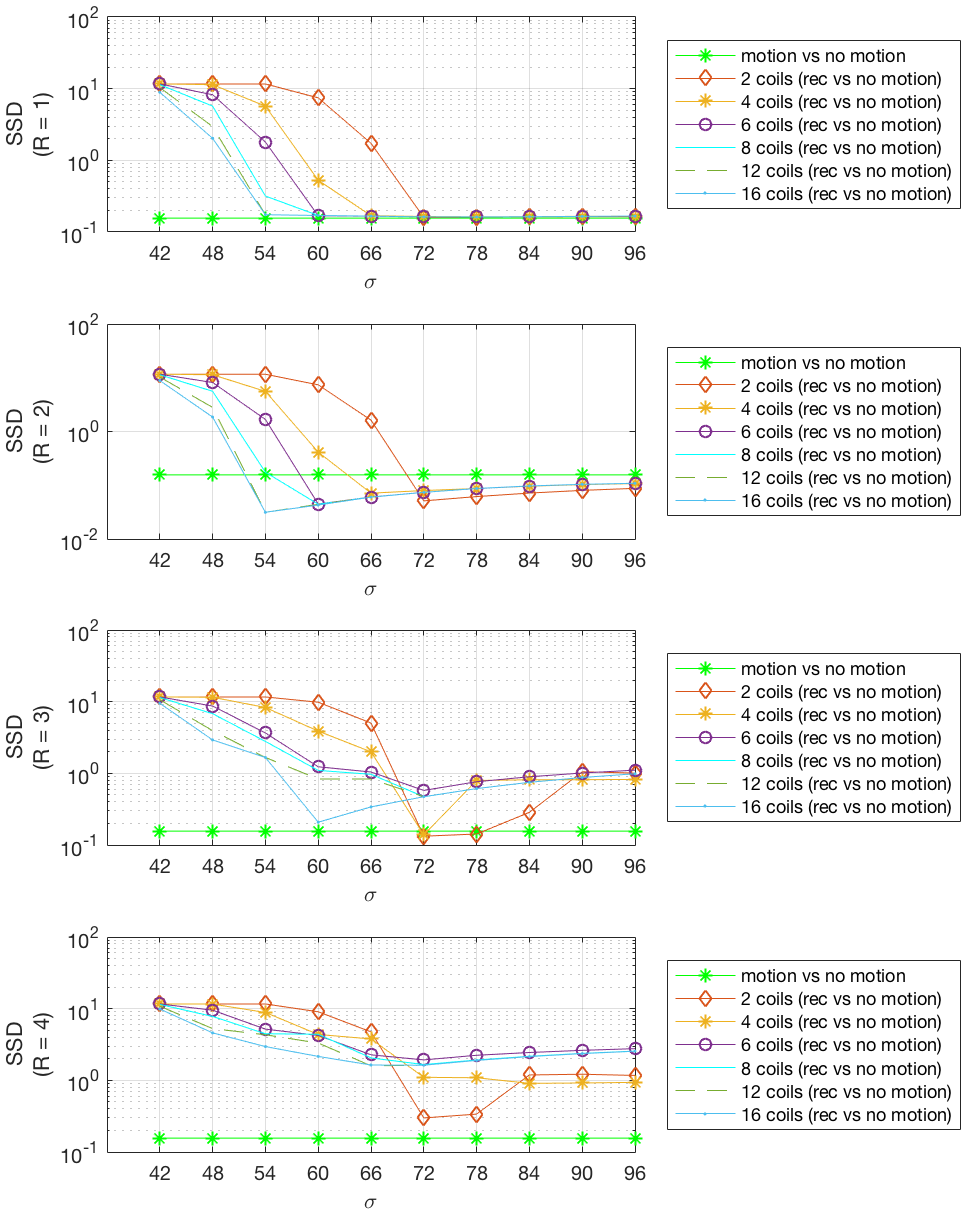 10^2
10^1
10^0
10^-1
SSD
(R = 1)
42 48 54 60 66 72 78 84 90 96
σ
motion vs no motion
2 coils (rec vs no motion)
4 coils (rec vs no motion)
6 coils (rec vs no motion)
8 coils (rec vs no motion)
12 coils (rec vs no motion)
16 coils (rec vs no motion)
10^2
10^0
10^-2
SSD
(R = 2)
42 48 54 60 66 72 78 84 90 96
σ
motion vs no motion
2 coils (rec vs no motion)
4 coils (rec vs no motion)
6 coils (rec vs no motion)
8 coils (rec vs no motion)
12 coils (rec vs no motion)
16 coils (rec vs no motion)
10^2
10^1
10^0
10^-1
SSD
(R = 3)
42 48 54 60 66 72 78 84 90 96
σ
motion vs no motion
2 coils (rec vs no motion)
4 coils (rec vs no motion)
6 coils (rec vs no motion)
8 coils (rec vs no motion)
12 coils (rec vs no motion)
16 coils (rec vs no motion)
10^2
10^1
10^0
10^-1
SSD
(R = 4)
42 48 54 60 66 72 78 84 90 96
σ
motion vs no motion
2 coils (rec vs no motion)
4 coils (rec vs no motion)
6 coils (rec vs no motion)
8 coils (rec vs no motion)
12 coils (rec vs no motion)
16 coils (rec vs no motion)